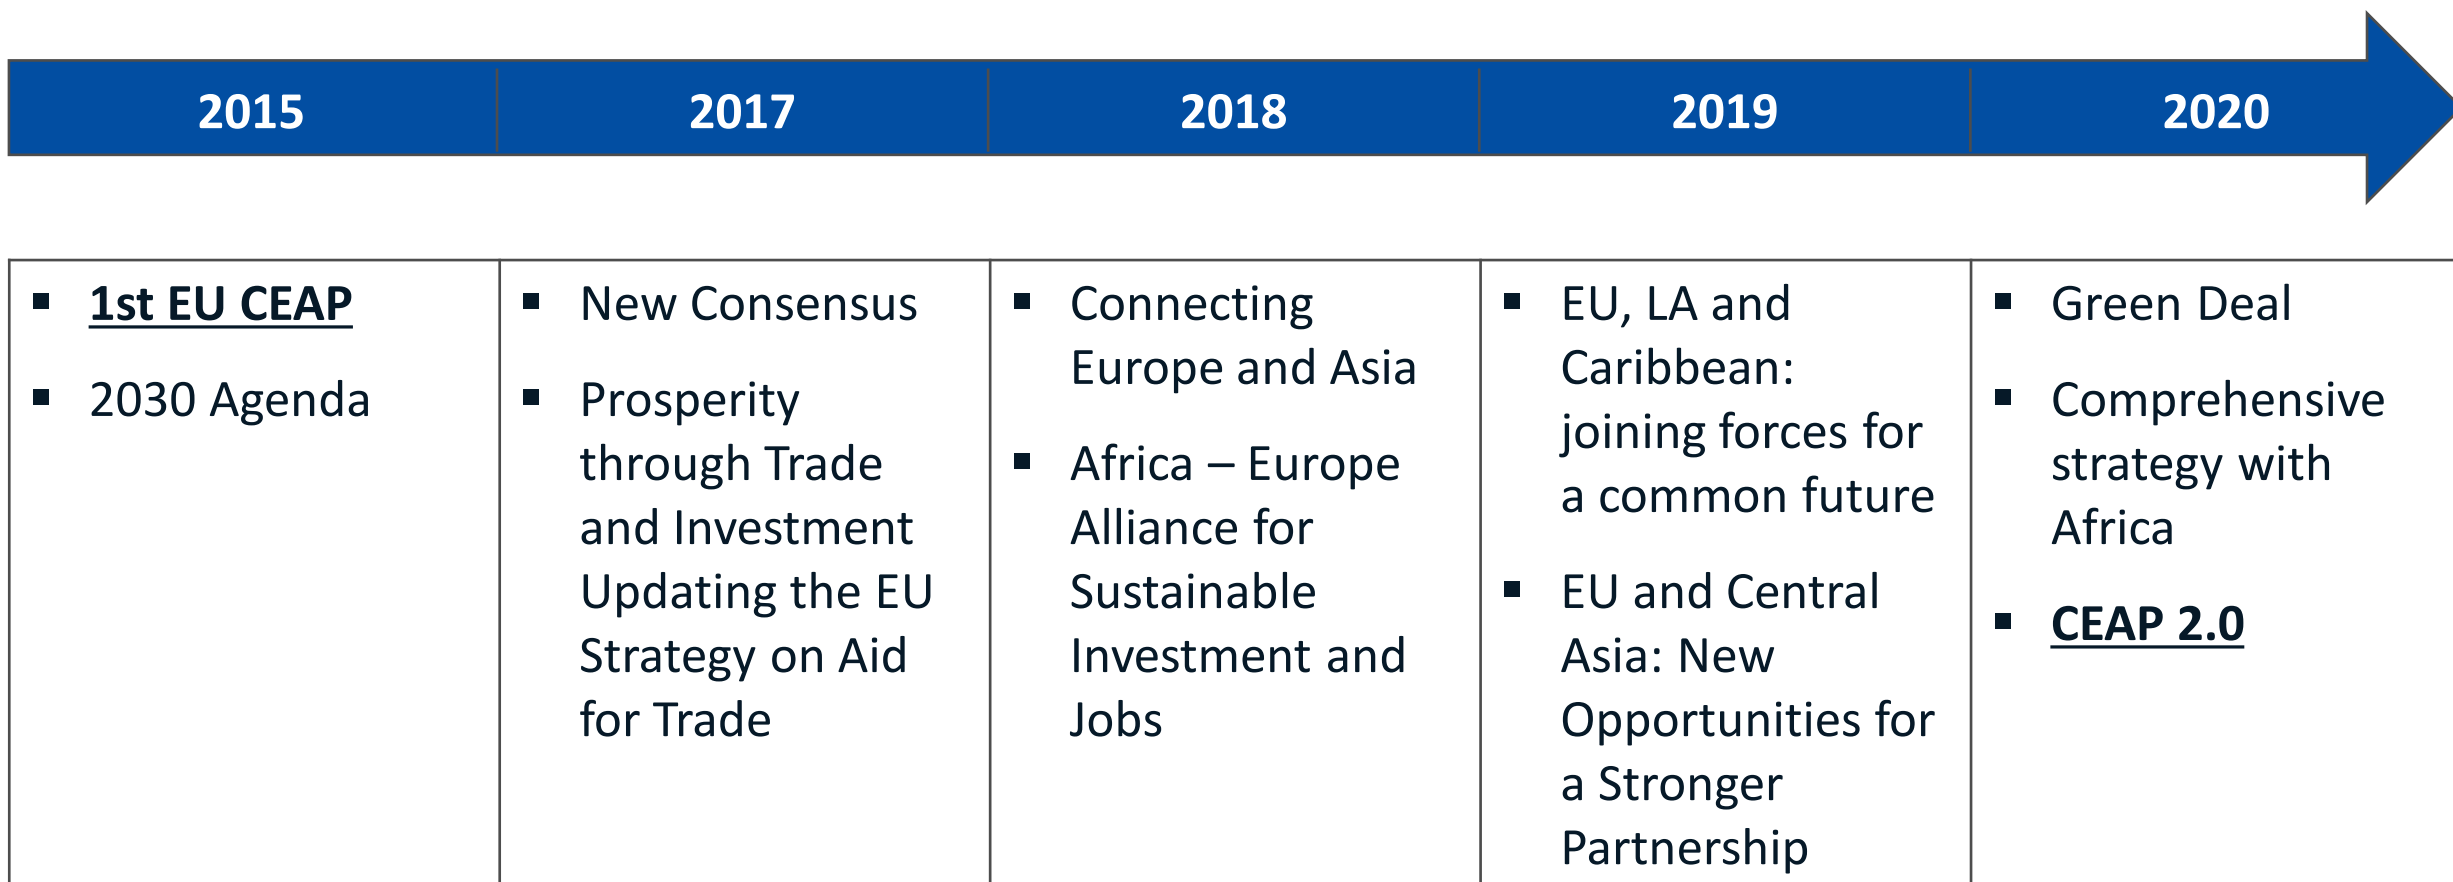 2015
2017
2018
2019
2020
1st EU CEAP
2030 Agenda
New Consensus
Prosperity
through Trade
and Investment
Updating the EU
Strategy on Aid
for Trade
Connecting
Europe and Asia
Africa – Europe
Alliance for
Sustainable
Investment and
Jobs
EU, LA and
Caribbean:
joining forces for
a common future
EU and Central
Asia: New
Opportunities for
a Stronger
Partnership
Green Deal
Comprehensive
strategy with
Africa
CEAP 2.0